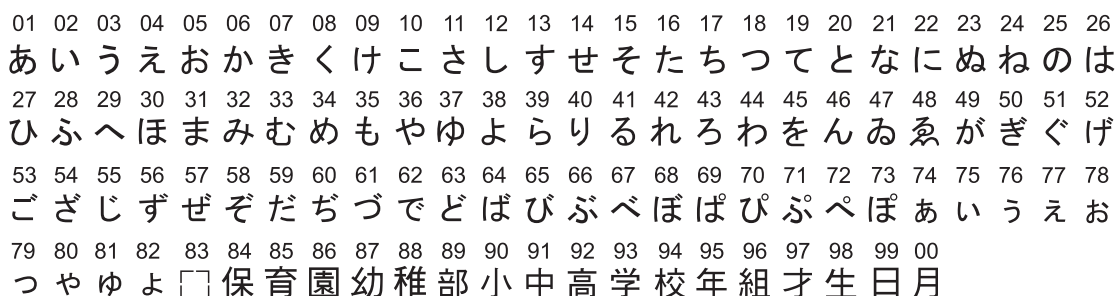 01 02 03 04 05 06 07 08 09 10 11 12 13 14 15 16 17 18 19 20 21 22 23 24 25 26
あ い う え お か き く け こ さ し す せ そ た ち つ て と な に ぬ ね の は
27 28 29 30 31 32 33 34 35 36 37 38 39 40 41 42 43 44 45 46 47 48 49 50 51 52
ひ ふ へ ほ ま み む め も や ゆ よ ら り る れ ろ わ を ん ゐ ゑ が ぎ ぐ げ
53 54 55 56 57 58 59 60 61 62 63 64 65 66 67 68 69 70 71 72 73 74 75 76 77 78
ご ざ じ ず ぜ ぞ だ ぢ づ で ど ば び ぶ べ ぼ ぱ ぴ ぷ ぺ ぽ ぁ ぃ ぅ ぇ ぉ
79 80 81 82 83 84 85 86 87 88 89 90 91 92 93 94 95 96 97 98 99 00
っ ゃ ゅ ょ 保 育 園 幼 稚 部 小 中 高 学 校 年 組 才 生 日 月